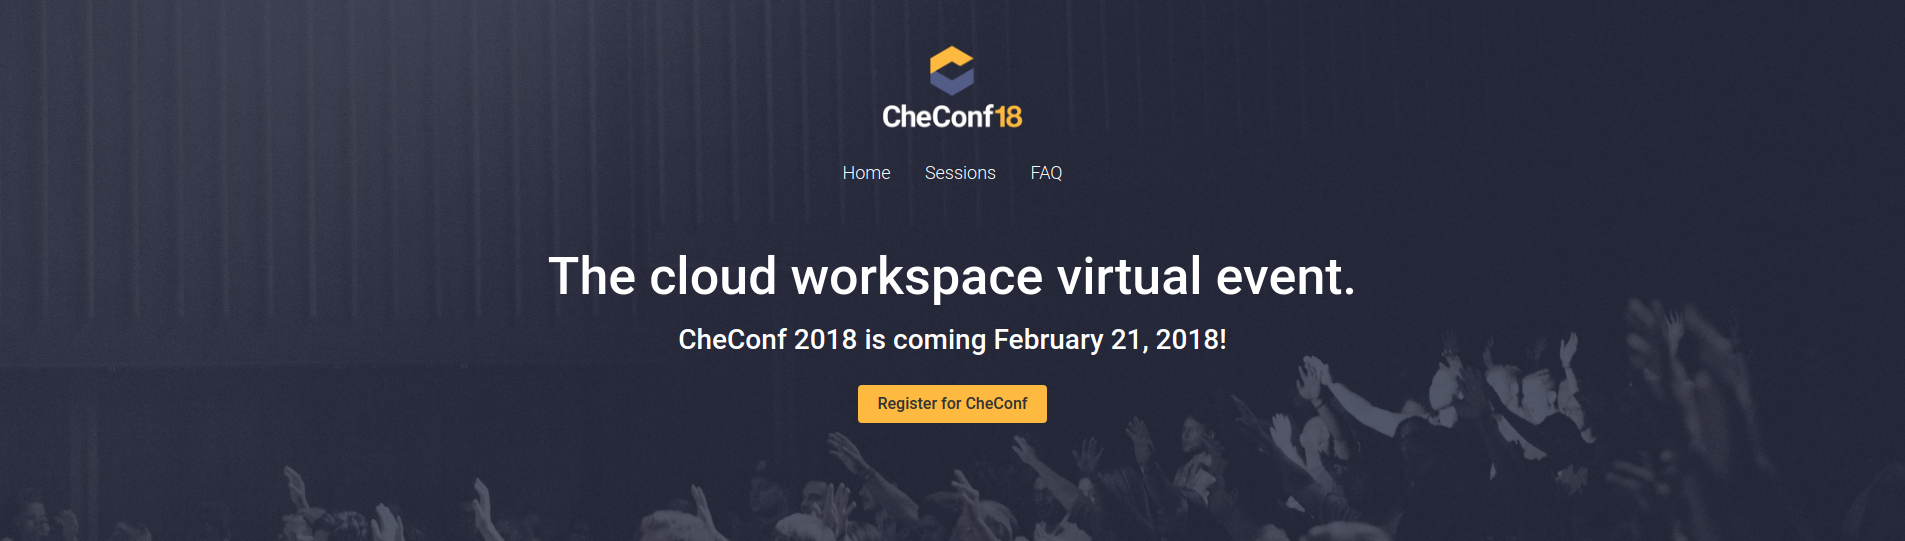 CheConf18
Home Sessions FAQ
The cloud workspace virtual event.
CheConf 2018 is coming February 21, 2018!
Register for CheConf